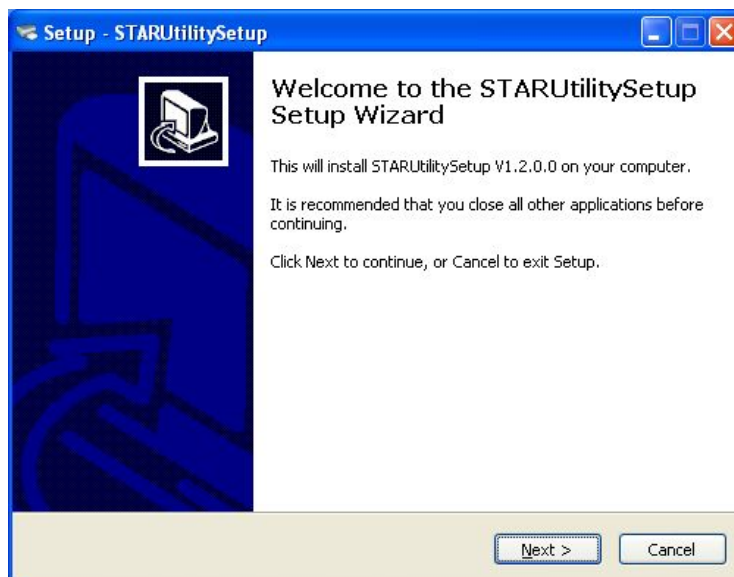 Setup - STARUtilitySetup
Welcome to the STARUtilitySetup
Setup Wizard
This will install STARUtilitySetup V1.2.0.0 on your computer.
It is recommended that you close all other applications before
continuing.
Click Next to continue, or Cancel to exit Setup.
Next >
Cancel